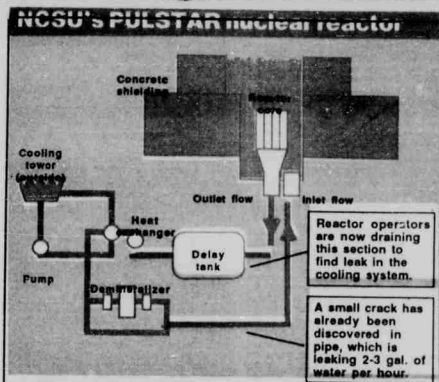 NCSU's PULSTAR nuclear reactor
Concrete
shielding
Reactor
core
Cooling
tower
(outside)
Outlet flow
Inlet flow
Heat
exchanger
Reactor operators
are now draining
this section to
find leak in the
cooling system.
Delay
tank
Pump
Demineralizer
A small crack has
already been
discovered in
pipe, which is
leaking 2-3 gal. of
water per hour.